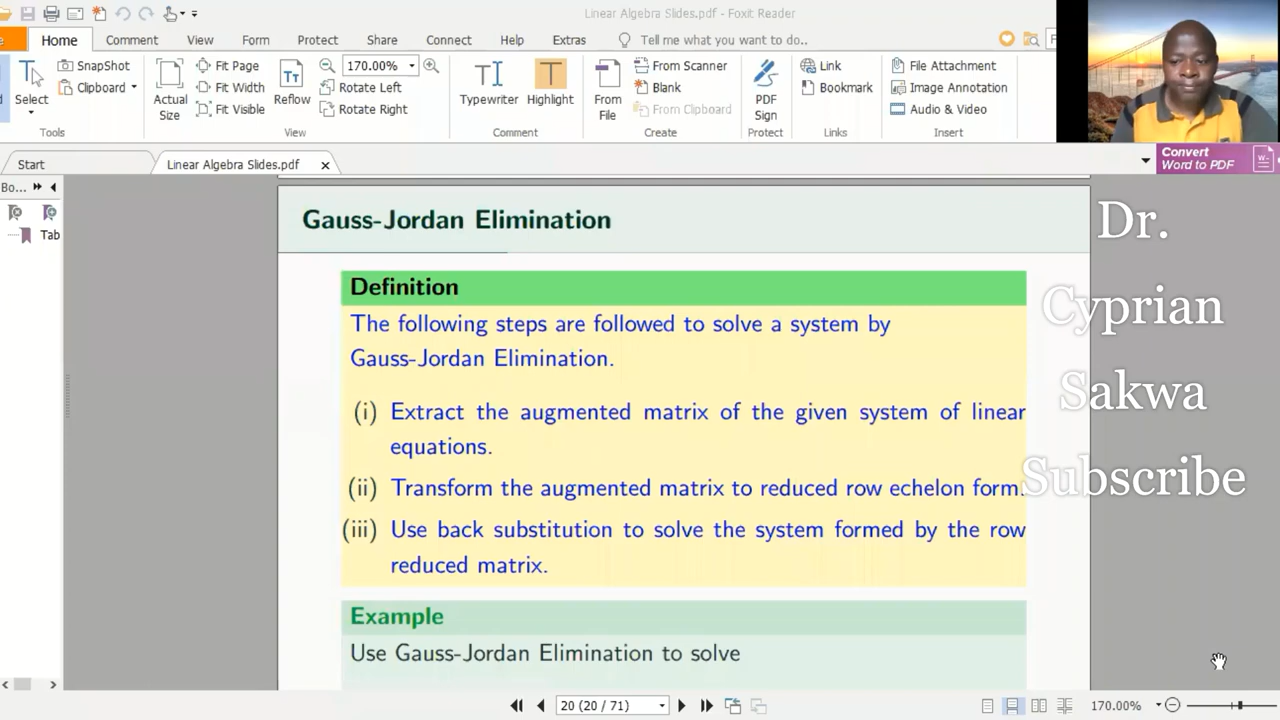 Linear Algebra Slides.pdf - Foxit Reader
Home Comment View Form Protect Share Connect Help Extras Tell me what you want to do..
SnapShot Fit Page 170.00% From Scanner Link File Attachment
Select Clipboard Actual Size Fit Width Reflow Rotate Left Typewriter Highlight From File Blank PDF Sign Bookmark Image Annotation
Fit Visible Rotate Right From Clipboard Audio & Video
Tools View Comment Create Protect Links Insert
Start Linear Algebra Slides.pdf Convert
Word to PDF
Bo...
Tab
Gauss-Jordan Elimination
Dr.
Cyprian
Sakwa
Subscribe
Definition
The following steps are followed to solve a system by
Gauss-Jordan Elimination.
(i) Extract the augmented matrix of the given system of linear
equations.
(ii) Transform the augmented matrix to reduced row echelon form.
(iii) Use back substitution to solve the system formed by the row
reduced matrix.
Example
Use Gauss-Jordan Elimination to solve
20 (20 / 71) 170.00%